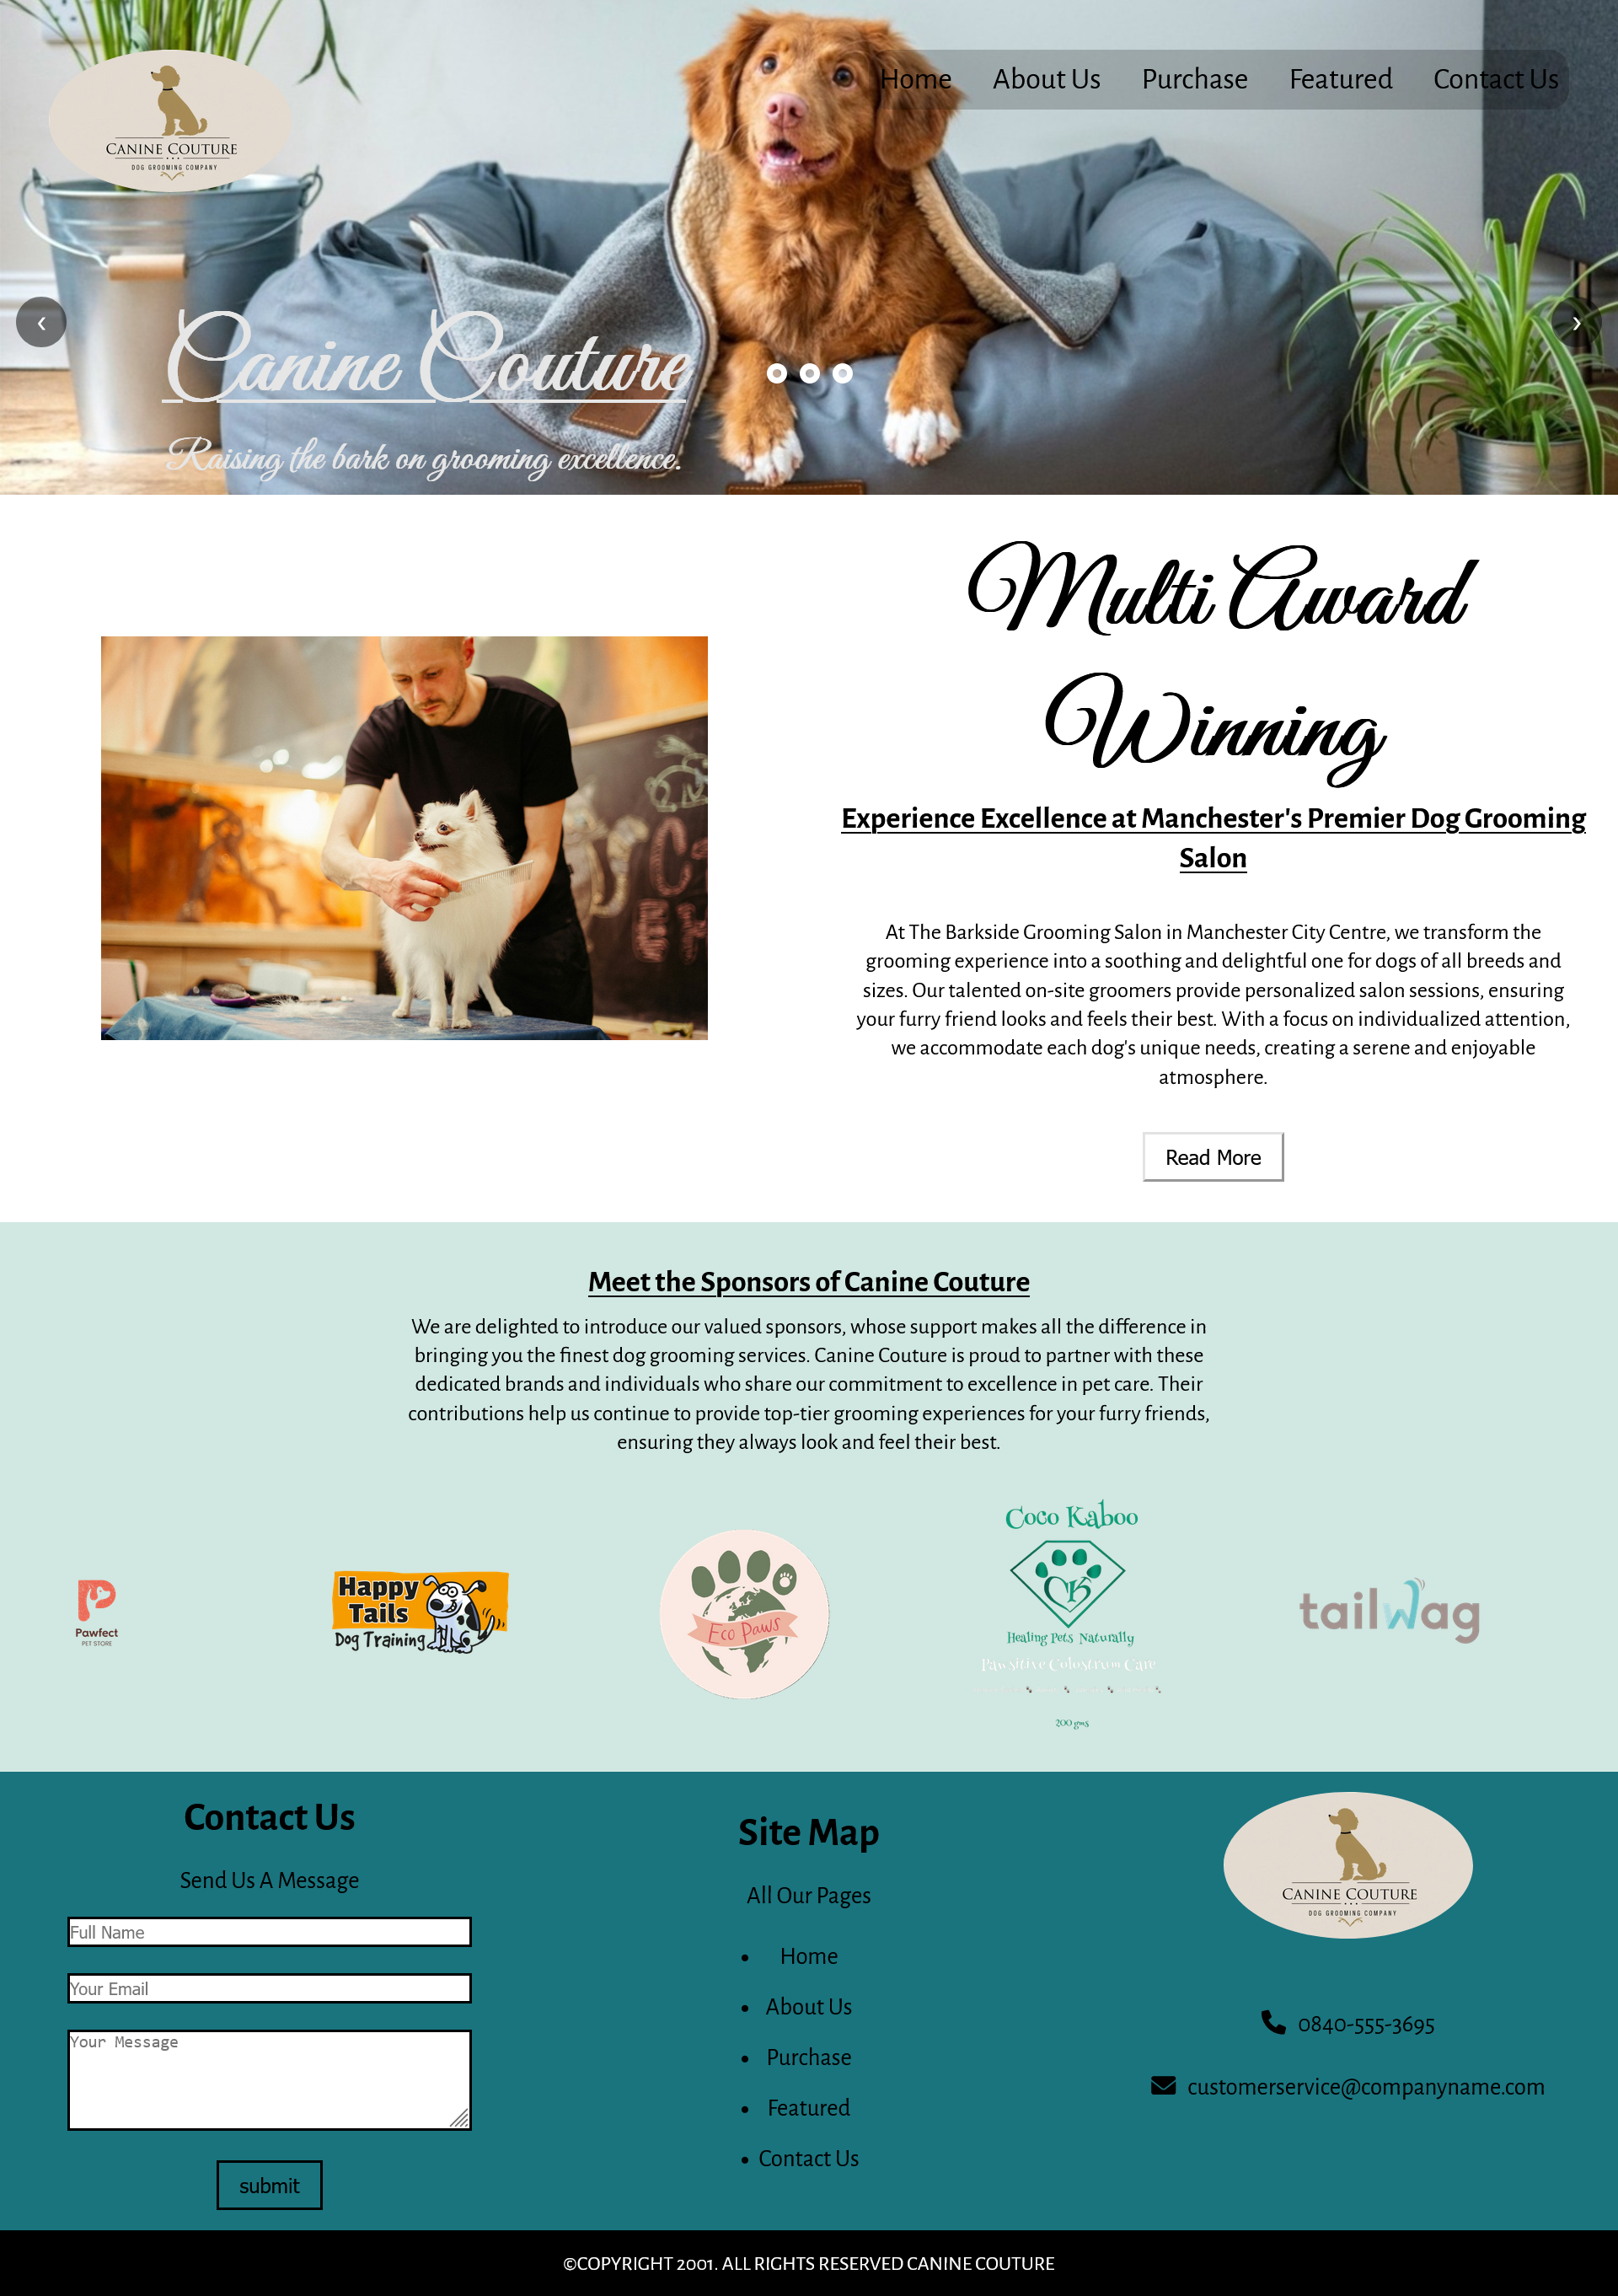 CANINE COUTURE
DOG GROOMING COMPANY
Home About Us Purchase Featured Contact Us
‹ ›
Canine Couture
Raising the bark on grooming excellence.
Multi Award
Winning
Experience Excellence at Manchester's Premier Dog Grooming
Salon
At The Barkside Grooming Salon in Manchester City Centre, we transform the
grooming experience into a soothing and delightful one for dogs of all breeds and
sizes. Our talented on-site groomers provide personalized salon sessions, ensuring
your furry friend looks and feels their best. With a focus on individualized attention,
we accommodate each dog's unique needs, creating a serene and enjoyable
atmosphere.
Read More
Meet the Sponsors of Canine Couture
We are delighted to introduce our valued sponsors, whose support makes all the difference in
bringing you the finest dog grooming services. Canine Couture is proud to partner with these
dedicated brands and individuals who share our commitment to excellence in pet care. Their
contributions help us continue to provide top-tier grooming experiences for your furry friends,
ensuring they always look and feel their best.
Pawfect
PET STORE
Happy
Tails
Dog Training
Eco Paws
Coco Kaboo
CK
Healing Pets Naturally
Pawsitive Colostrum Care
200 gms
tailwag
Contact Us
Send Us A Message
Full Name
Your Email
Your Message
submit
Site Map
All Our Pages
• Home
• About Us
• Purchase
• Featured
• Contact Us
CANINE COUTURE
DOG GROOMING COMPANY
0840-555-3695
customerservice@companyname.com
©COPYRIGHT 2001. ALL RIGHTS RESERVED CANINE COUTURE